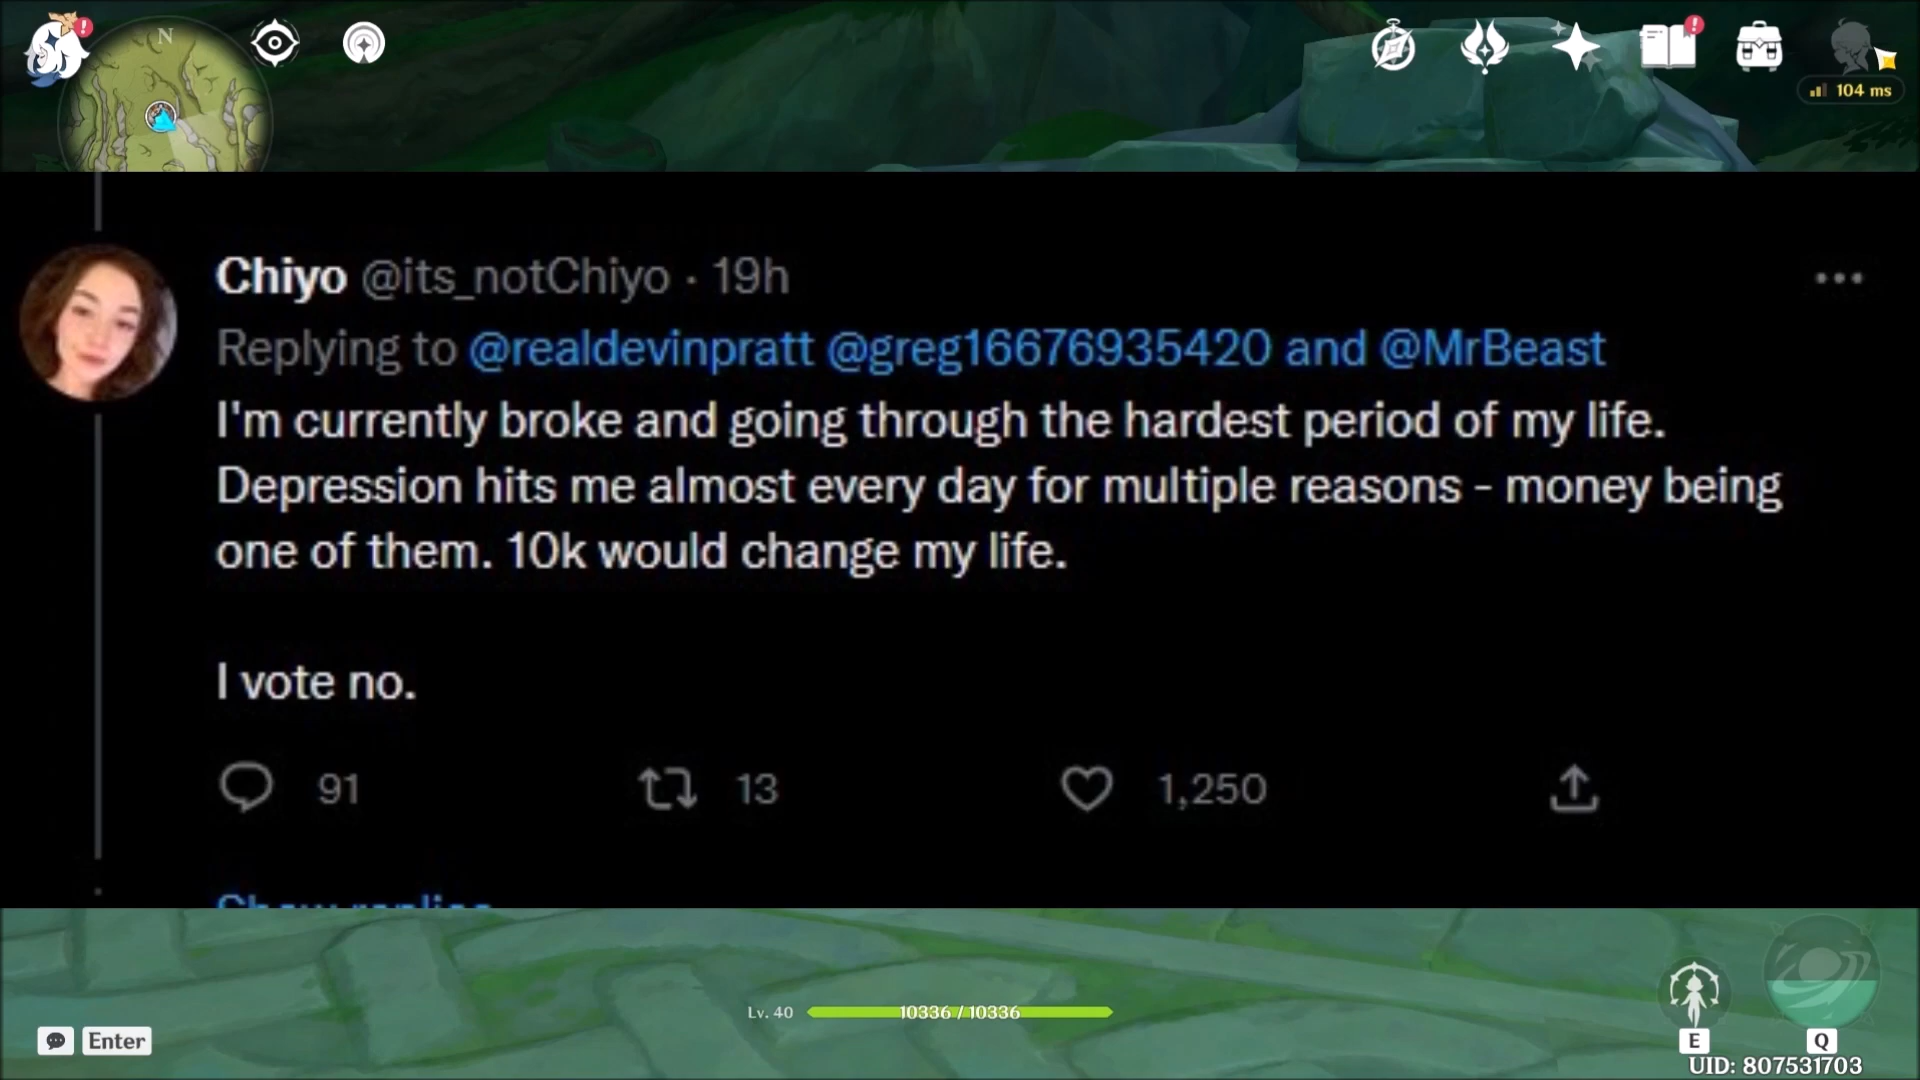 N
104 ms
Chiyo @its_notChiyo · 19h
Replying to @realdevinpratt @greg16676935420 and @MrBeast
I'm currently broke and going through the hardest period of my life.
Depression hits me almost every day for multiple reasons - money being
one of them. 10k would change my life.
I vote no.
91 13 1,250
Show replies
Lv. 40 10336 / 10336
Enter
E Q
UID: 807531703